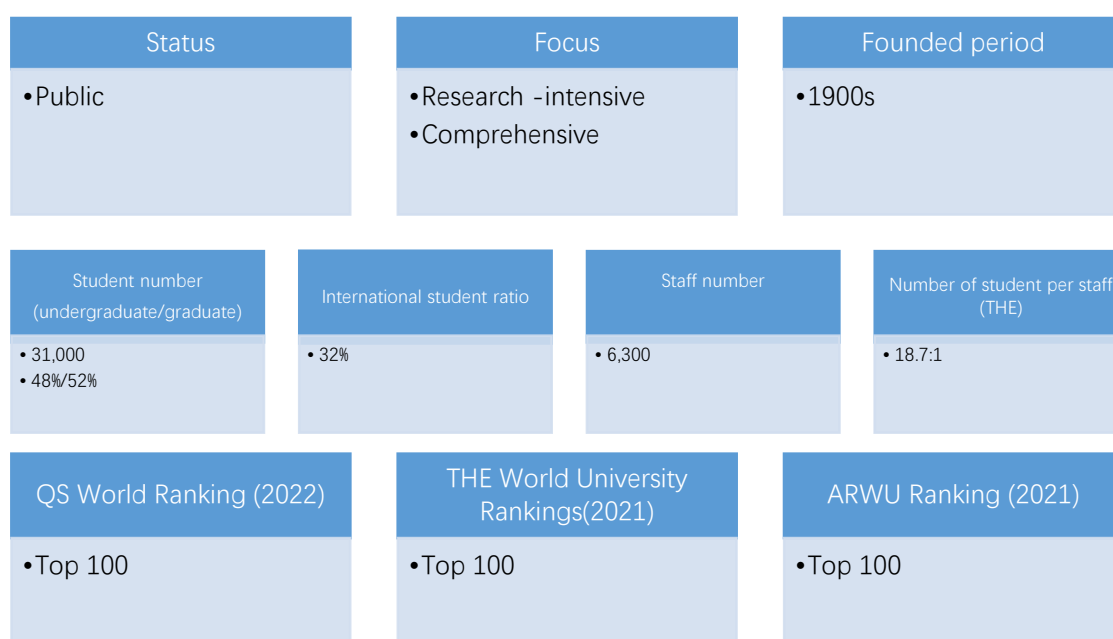 Status
•Public
Focus
•Research -intensive
•Comprehensive
Founded period
•1900s
Student number
(undergraduate/graduate)
• 31,000
• 48%/52%
International student ratio
• 32%
Staff number
• 6,300
Number of student per staff
(THE)
• 18.7:1
QS World Ranking (2022)
•Top 100
THE World University
Rankings(2021)
•Top 100
ARWU Ranking (2021)
•Top 100